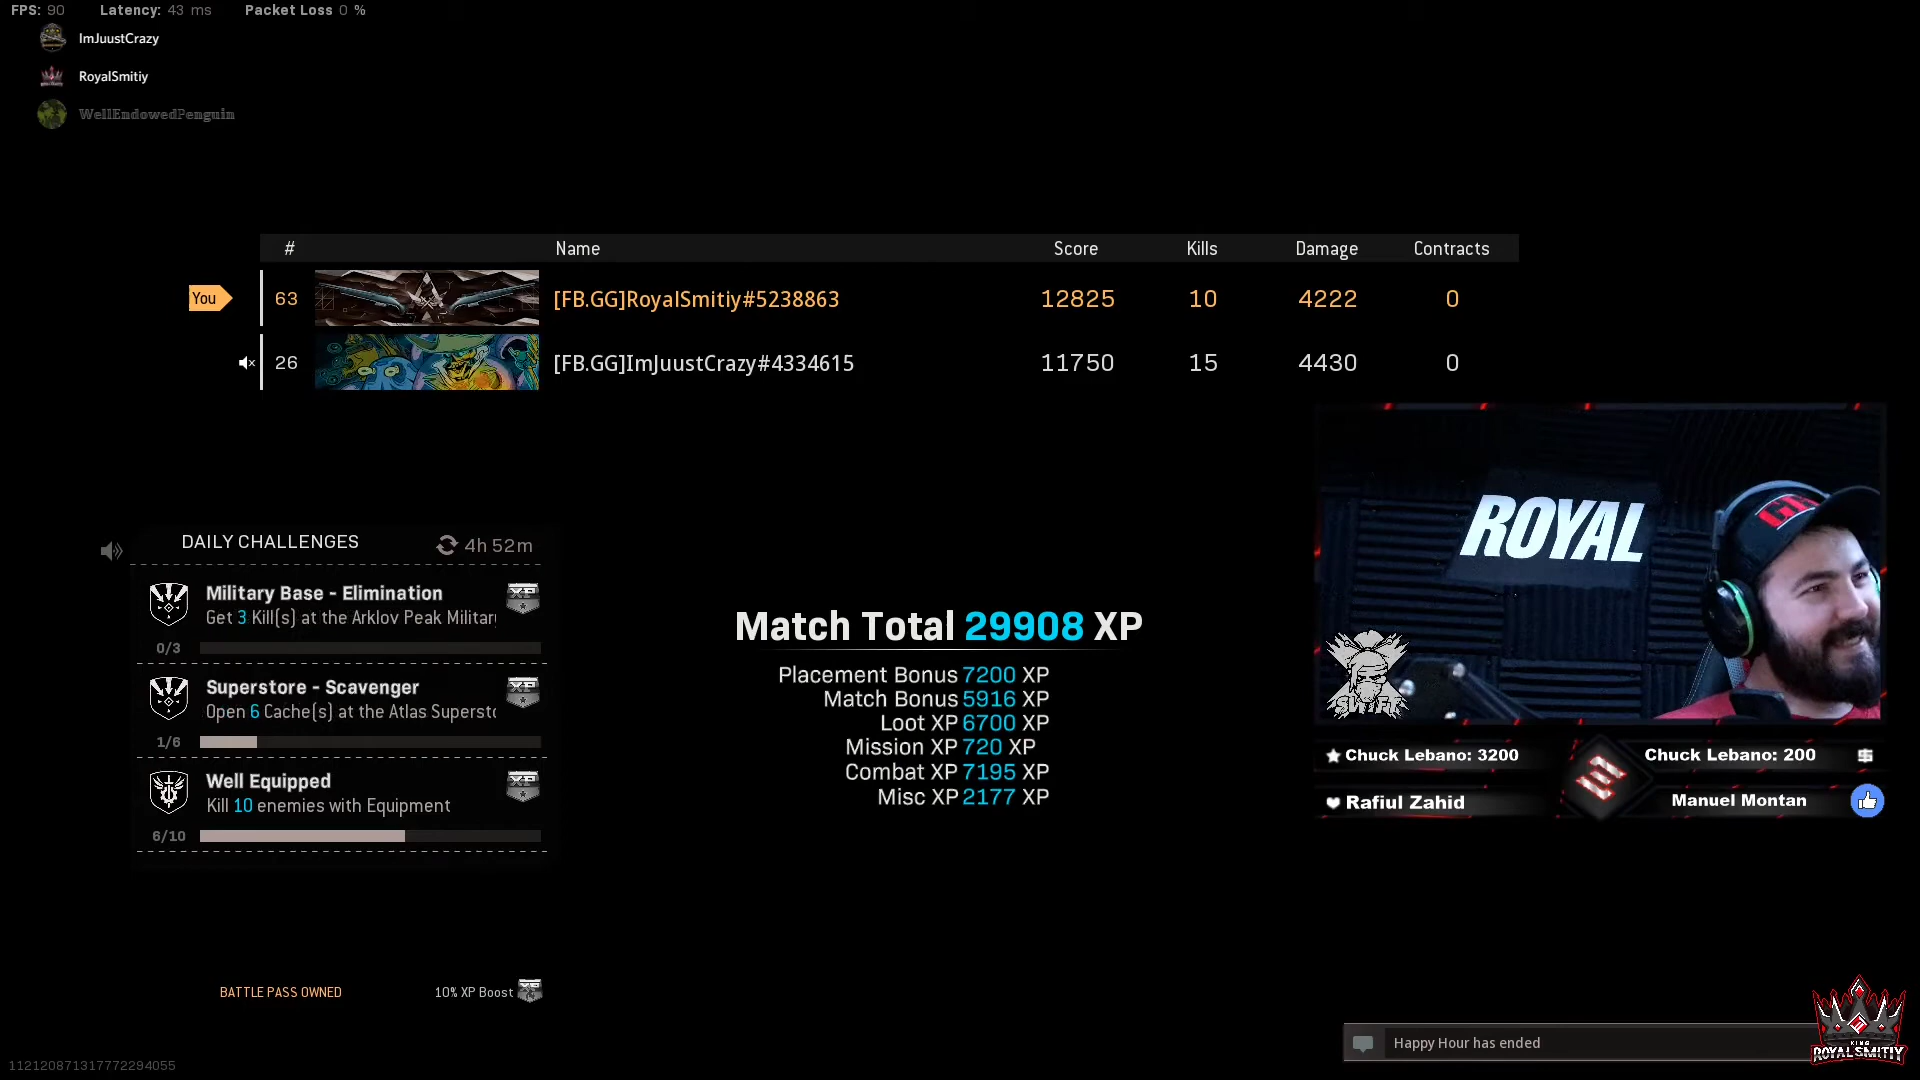 FPS: 90 Latency: 43 ms Packet Loss 0 %
ImJuustCrazy
RoyalSmitiy
WellEndowedPenguin
# Name Score Kills Damage Contracts
You 63 [FB.GG]RoyalSmitiy#5238863 12825 10 4222 0
26 [FB.GG]ImJuustCrazy#4334615 11750 15 4430 0
DAILY CHALLENGES 4h 52m
Military Base - Elimination
Get 3 Kill(s) at the Arklov Peak Military
0/3
Superstore - Scavenger
Open 6 Cache(s) at the Atlas Supersto
1/6
Well Equipped
Kill 10 enemies with Equipment
6/10
BATTLE PASS OWNED 10% XP Boost
Match Total 29908 XP
Placement Bonus 7200 XP
Match Bonus 5916 XP
Loot XP 6700 XP
Mission XP 720 XP
Combat XP 7195 XP
Misc XP 2177 XP
ROYAL
SWIFT
Chuck Lebano: 3200
Chuck Lebano: 200
Rafiul Zahid
Manuel Montan
Happy Hour has ended
KING
ROYALSMITIY
112120871317772294055